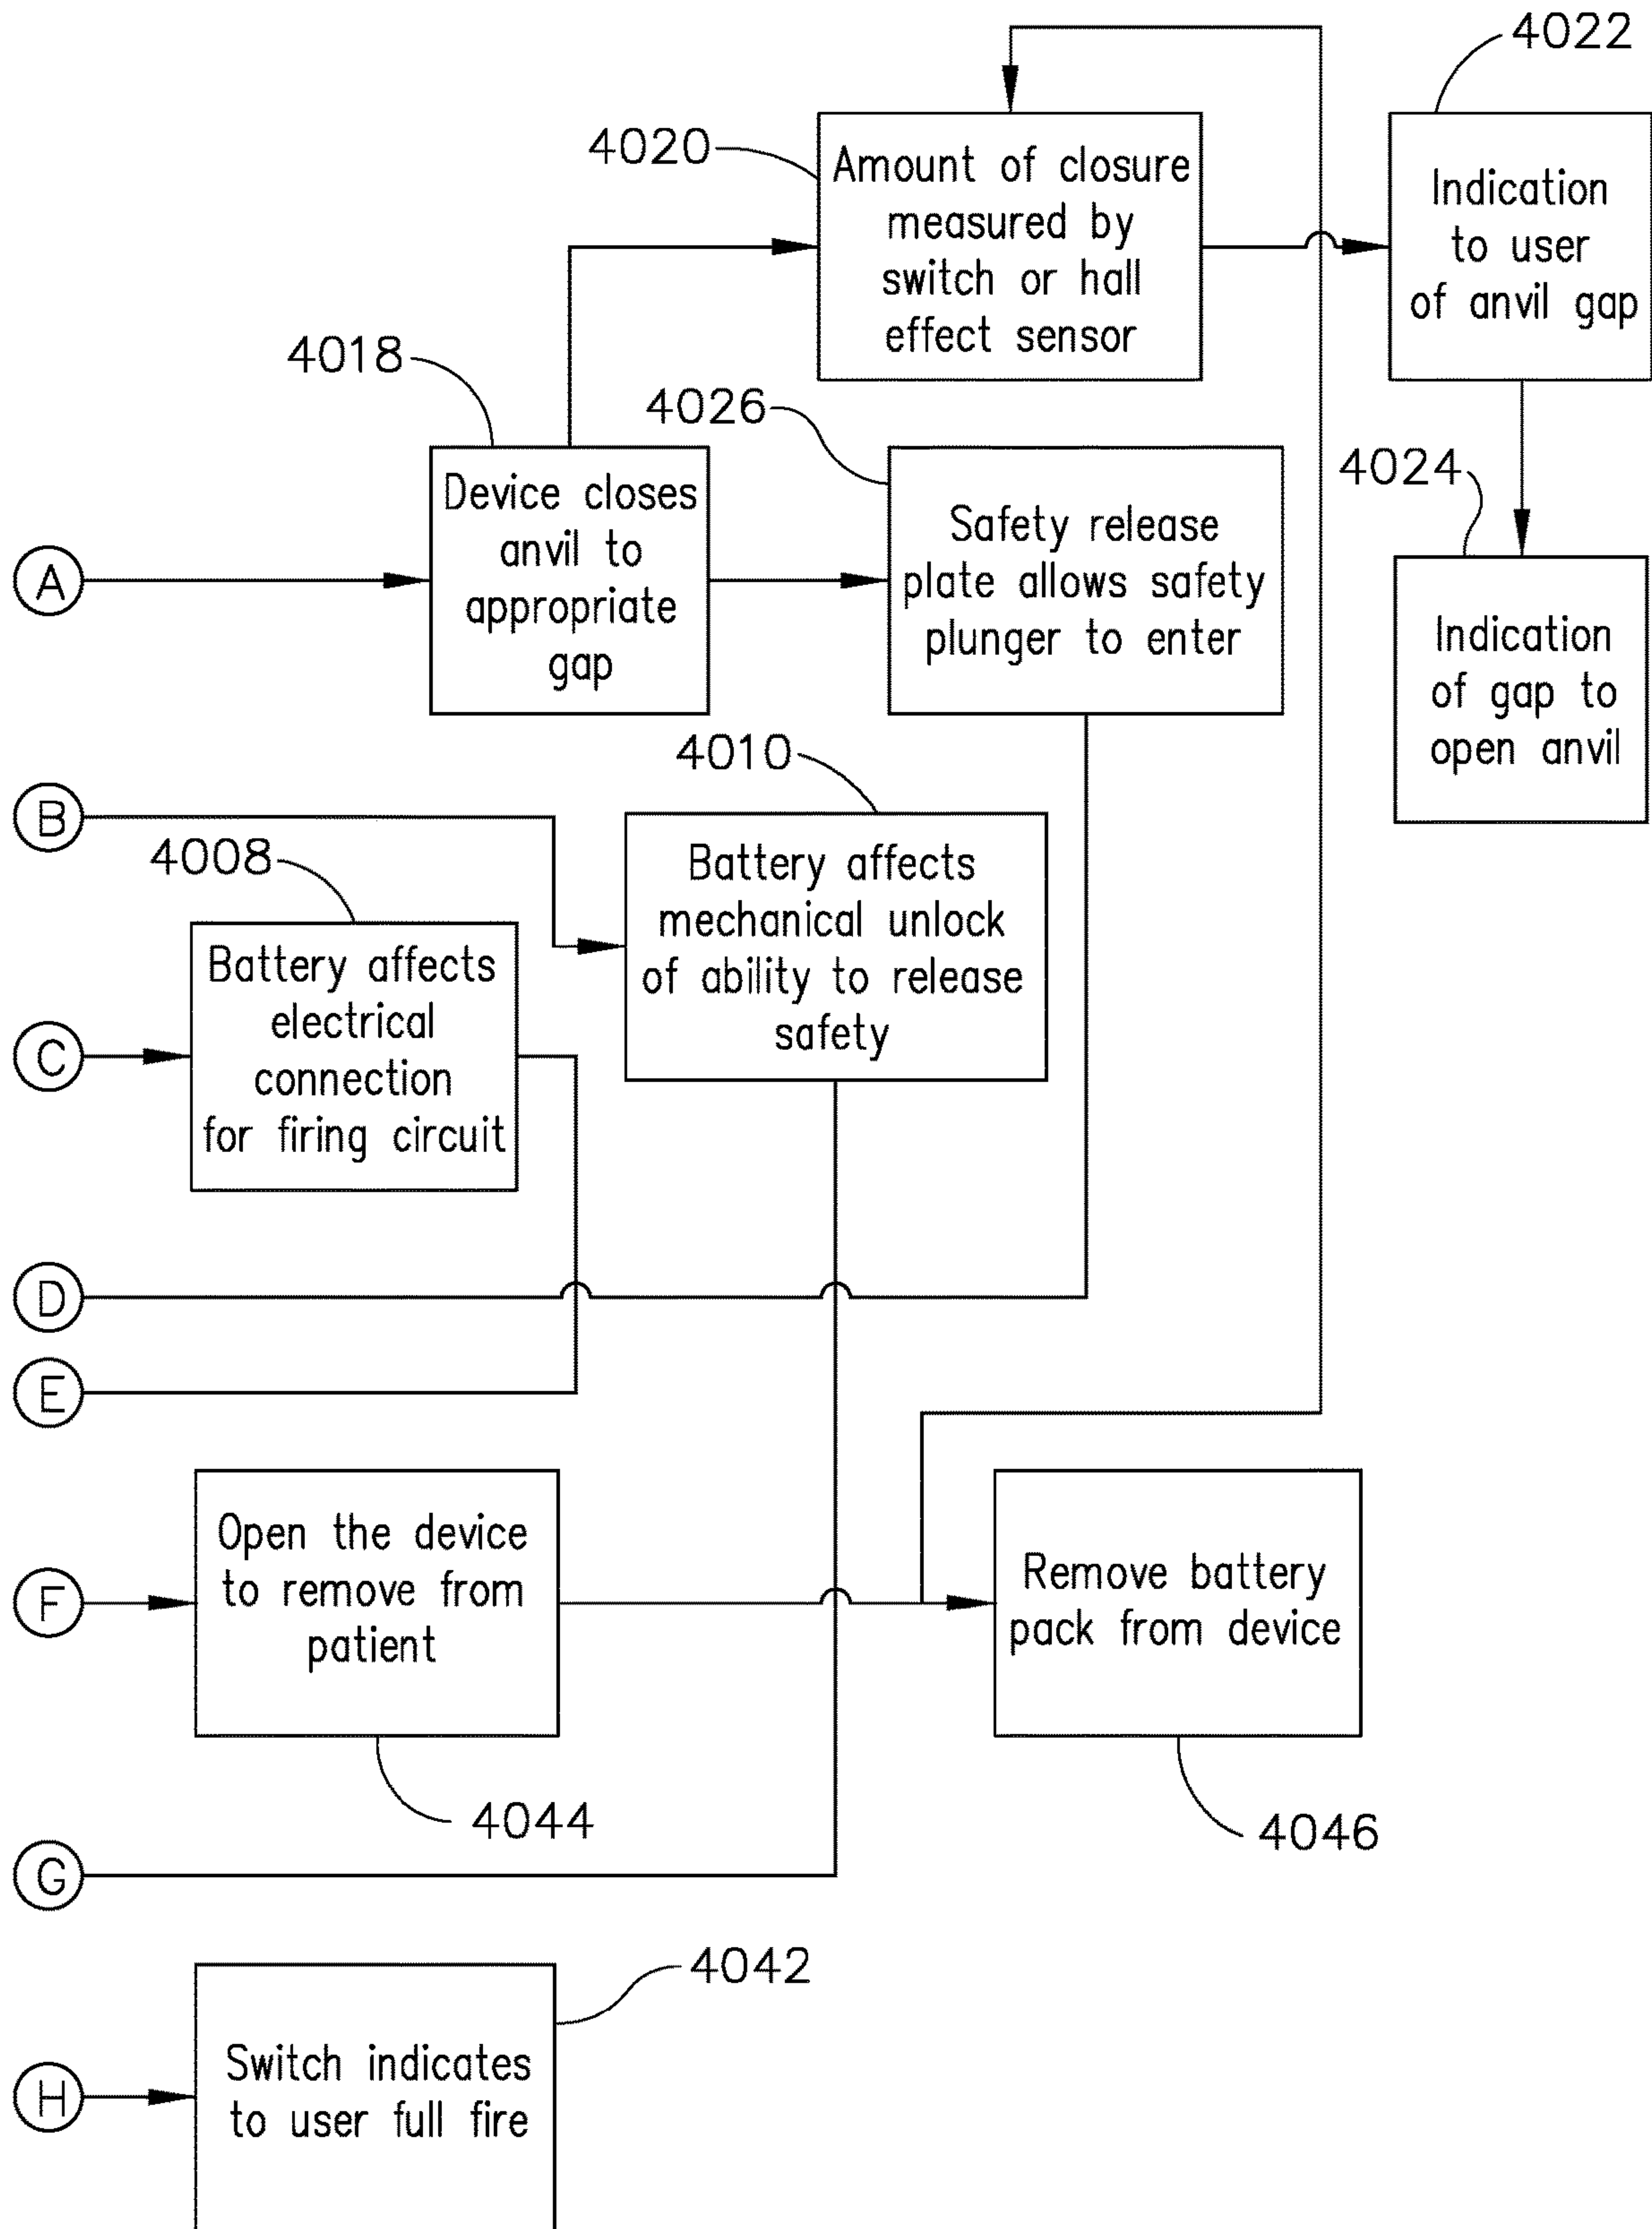 4022
4020
Amount of closure
measured by
switch or hall
effect sensor
Indication
to user
of anvil gap
4018
4026
4024
A
Device closes
anvil to
appropriate
gap
Safety release
plate allows safety
plunger to enter
Indication
of gap to
open anvil
B
4010
4008
Battery affects
mechanical unlock
of ability to release
safety
C
Battery affects
electrical
connection
for firing circuit
D
E
F
Open the device
to remove from
patient
Remove battery
pack from device
4044
4046
G
4042
H
Switch indicates
to user full fire